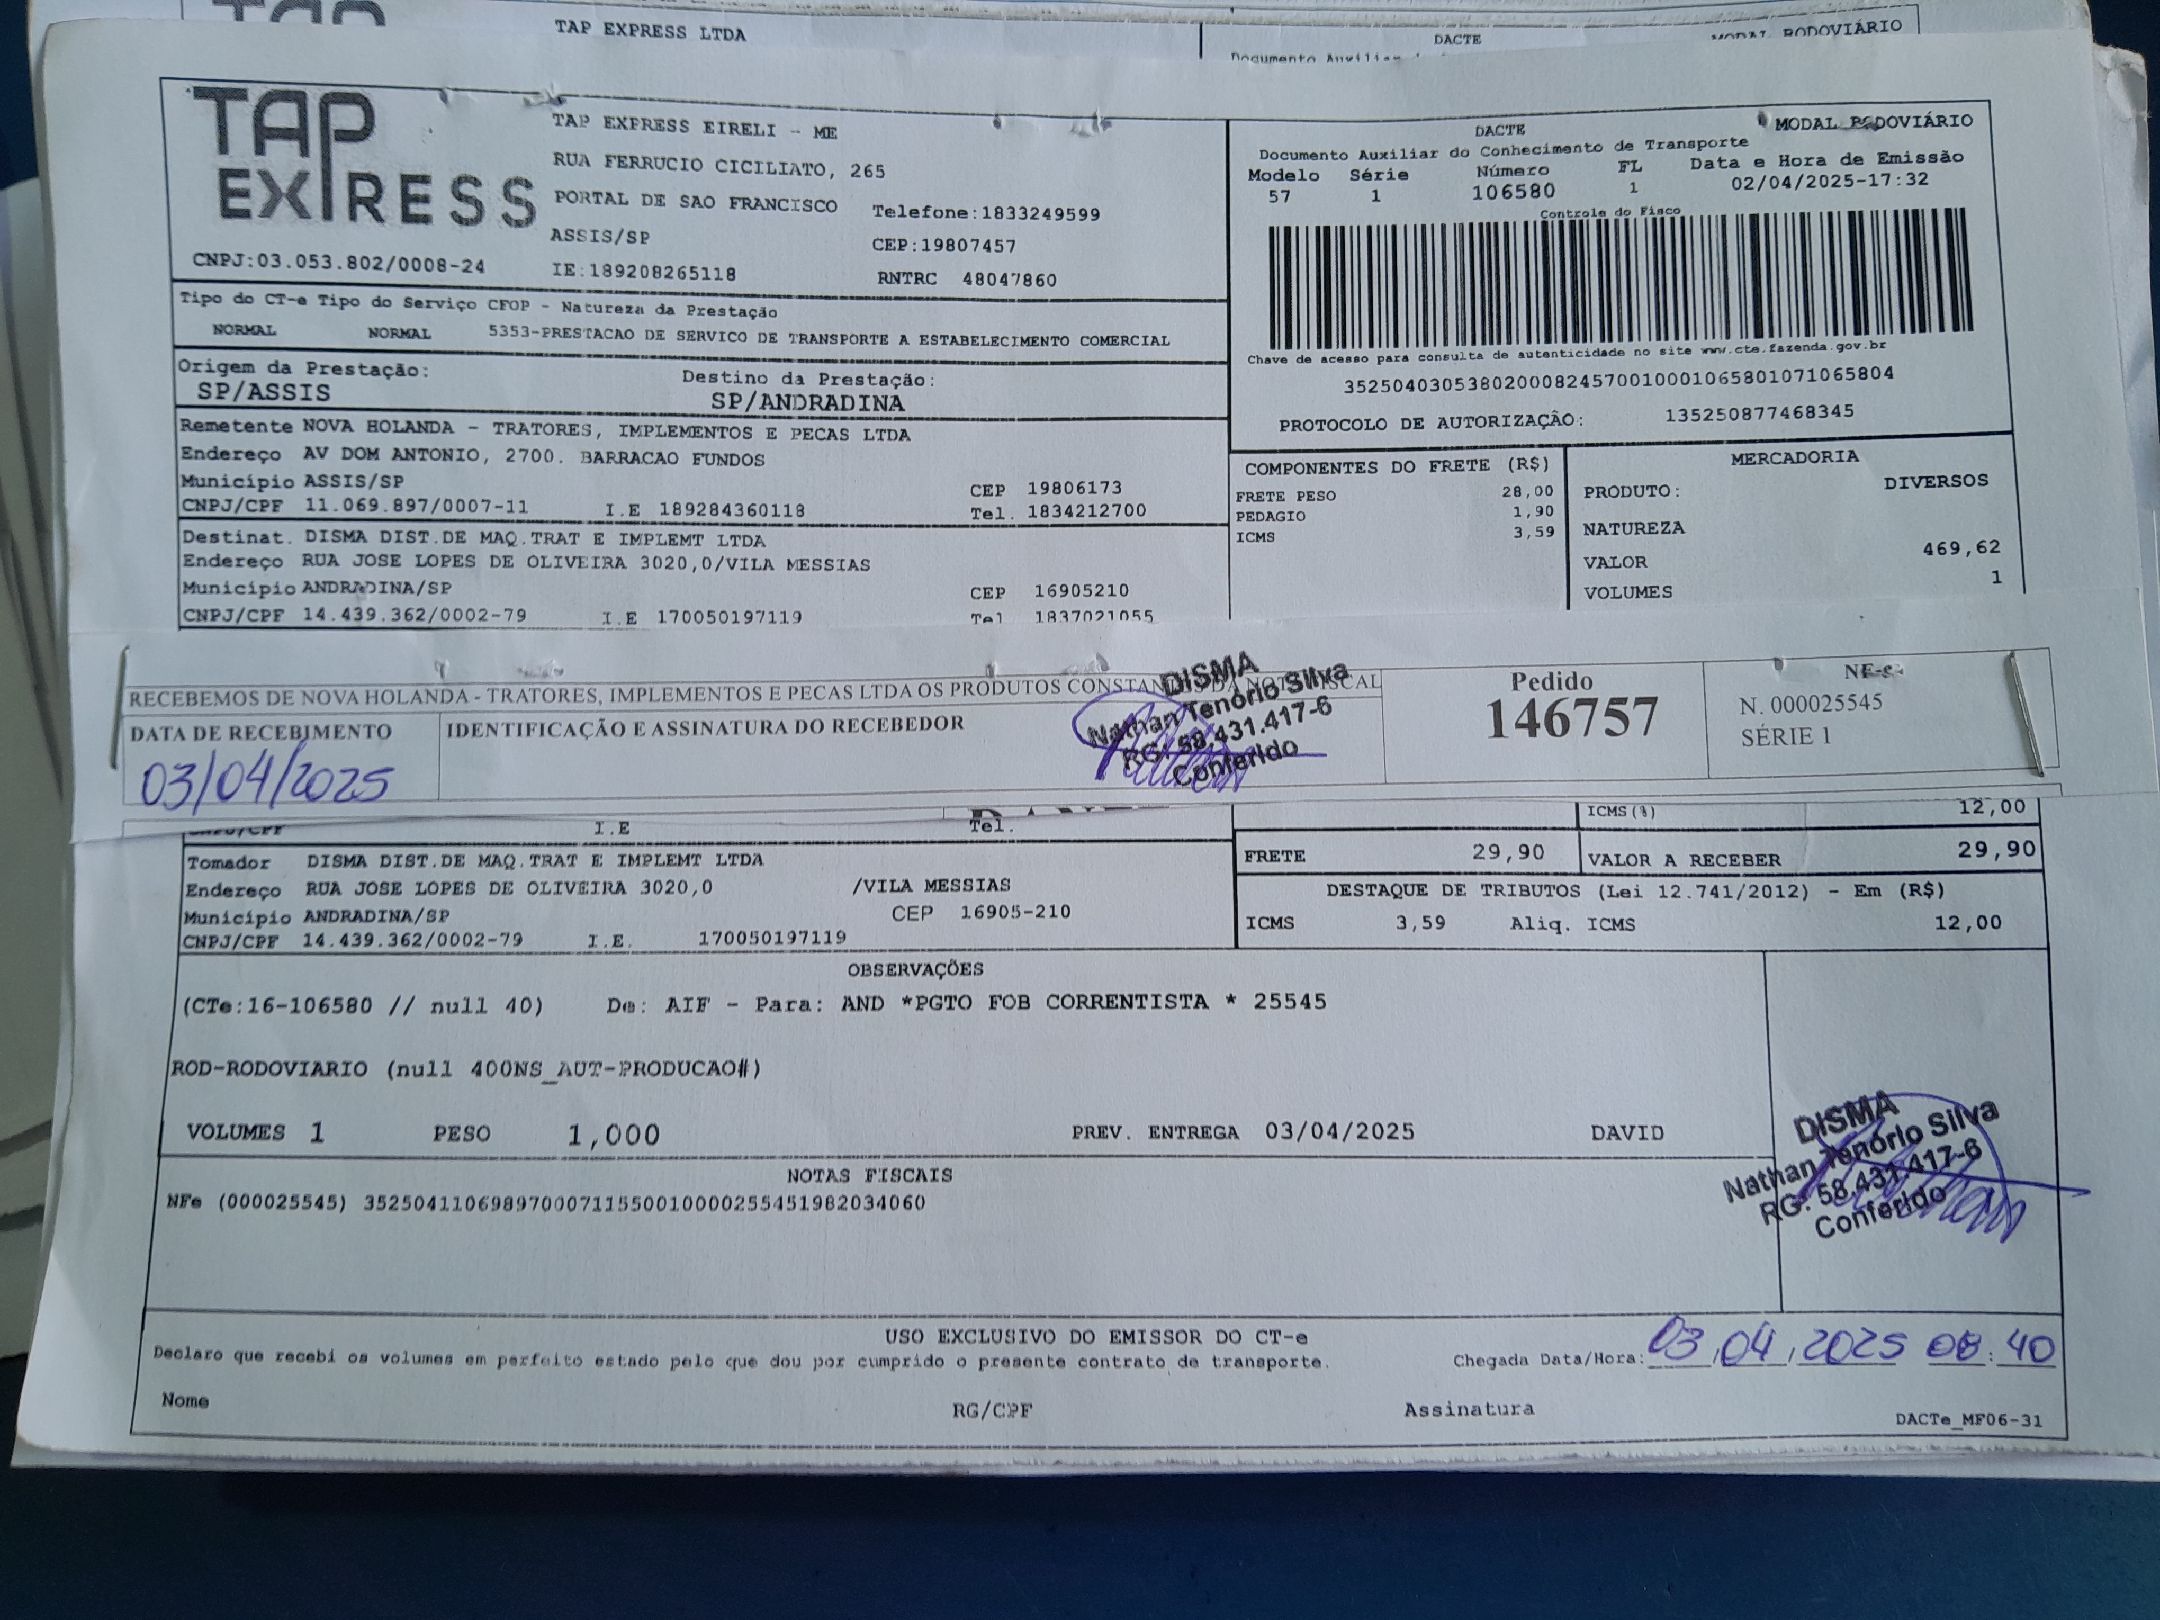 TAP EXPRESS LTDA
DACTE
MODAL RODOVIÁRIO
Documento Auxiliar
TAP EXPRESS
TAP EXPRESS EIRELI - ME
RUA FERRUCIO CICILIATO, 265
PORTAL DE SAO FRANCISCO Telefone:1833249599
ASSIS/SP CEP:19807457
CNPJ:03.053.802/0008-24 IE:189208265118 RNTRC 48047860
DACTE MODAL RODOVIÁRIO
Documento Auxiliar do Conhecimento de Transporte
Modelo Série Número FL Data e Hora de Emissão
57 1 106580 1 02/04/2025-17:32
Controle do Fisco
Chave de acesso para consulta de autenticidade no site www.cte.fazenda.gov.br
35250403053802000824570010001065801071065804
PROTOCOLO DE AUTORIZAÇÃO: 135250877468345
Tipo do CT-e Tipo do Serviço CFOP - Natureza da Prestação
NORMAL NORMAL 5353-PRESTACAO DE SERVICO DE TRANSPORTE A ESTABELECIMENTO COMERCIAL
Origem da Prestação: Destino da Prestação:
SP/ASSIS SP/ANDRADINA
Remetente NOVA HOLANDA - TRATORES, IMPLEMENTOS E PECAS LTDA
Endereço AV DOM ANTONIO, 2700. BARRACAO FUNDOS
Município ASSIS/SP CEP 19806173
CNPJ/CPF 11.069.897/0007-11 I.E 189284360118 Tel. 1834212700
Destinat. DISMA DIST.DE MAQ.TRAT E IMPLEMT LTDA
Endereço RUA JOSE LOPES DE OLIVEIRA 3020,0/VILA MESSIAS
Município ANDRADINA/SP CEP 16905210
CNPJ/CPF 14.439.362/0002-79 I.E 170050197119 Tel 1837021055
COMPONENTES DO FRETE (R$)
FRETE PESO 28,00
PEDAGIO 1,90
ICMS 3,59
MERCADORIA
PRODUTO: DIVERSOS
NATUREZA
VALOR 469,62
VOLUMES 1
RECEBEMOS DE NOVA HOLANDA - TRATORES, IMPLEMENTOS E PECAS LTDA OS PRODUTOS CONSTANTES DA NOTA FISCAL
DATA DE RECEBIMENTO IDENTIFICAÇÃO E ASSINATURA DO RECEBEDOR
03/04/2025
DISMA
Nathan Tenório Silva
RG: 58.431.417-6
Conferido
Pedido
146757
NF-e
N. 000025545
SÉRIE 1
CNPJ/CPF I.E Tel.
ICMS(%) 12,00
Tomador DISMA DIST.DE MAQ.TRAT E IMPLEMT LTDA
Endereço RUA JOSE LOPES DE OLIVEIRA 3020,0 /VILA MESSIAS
Município ANDRADINA/SP CEP 16905-210
CNPJ/CPF 14.439.362/0002-79 I.E. 170050197119
FRETE 29,90 VALOR A RECEBER 29,90
DESTAQUE DE TRIBUTOS (Lei 12.741/2012) - Em (R$)
ICMS 3,59 Aliq. ICMS 12,00
OBSERVAÇÕES
(CTe:16-106580 // null 40) De: AIF - Para: AND *PGTO FOB CORRENTISTA * 25545
ROD-RODOVIARIO (null 400NS_AUT-PRODUCAO#)
VOLUMES 1 PESO 1,000 PREV. ENTREGA 03/04/2025 DAVID
DISMA
Nathan Tenório Silva
RG: 58.431.417-6
Conferido
NOTAS FISCAIS
NFe (000025545) 35250411069897000711550010000255451982034060
USO EXCLUSIVO DO EMISSOR DO CT-e
Declaro que recebi os volumes em perfeito estado pelo que dou por cumprido o presente contrato de transporte. Chegada Data/Hora: 03,04,2025 08:40
Nome RG/CPF Assinatura
DACTe_MF06-31